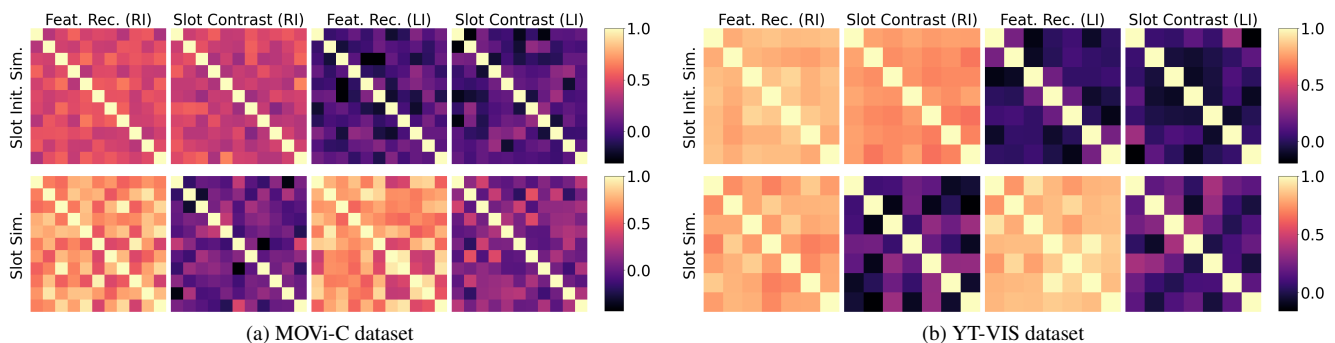 Feat. Rec. (RI) Slot Contrast (RI) Feat. Rec. (LI) Slot Contrast (LI)
Slot Init. Sim.
1.0
0.5
0.0
Slot Sim.
1.0
0.5
0.0
(a) MOVi-C dataset
Feat. Rec. (RI) Slot Contrast (RI) Feat. Rec. (LI) Slot Contrast (LI)
Slot Init. Sim.
1.0
0.5
0.0
Slot Sim.
1.0
0.5
0.0
(b) YT-VIS dataset